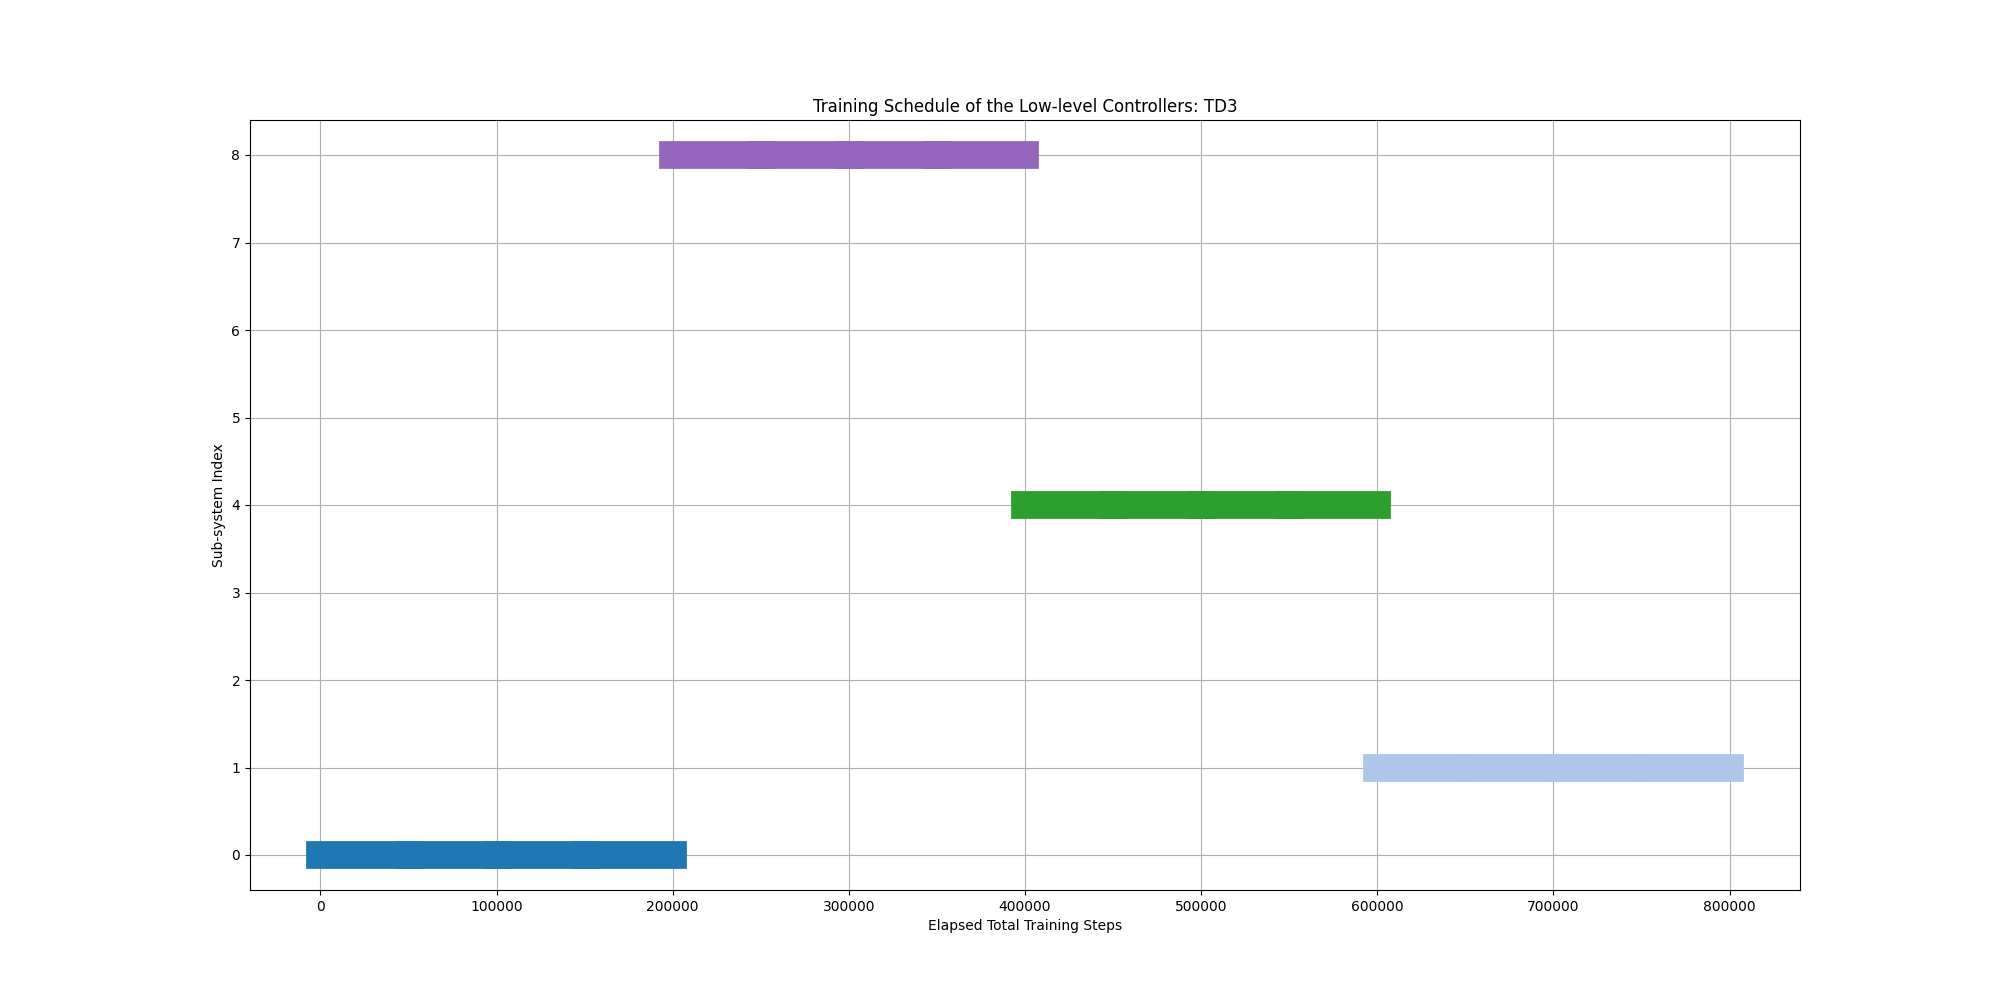 Training Schedule of the Low-level Controllers: TD3
8
7
6
5
4
3
2
1
0
Sub-system Index
0 100000 200000 300000 400000 500000 600000 700000 800000
Elapsed Total Training Steps